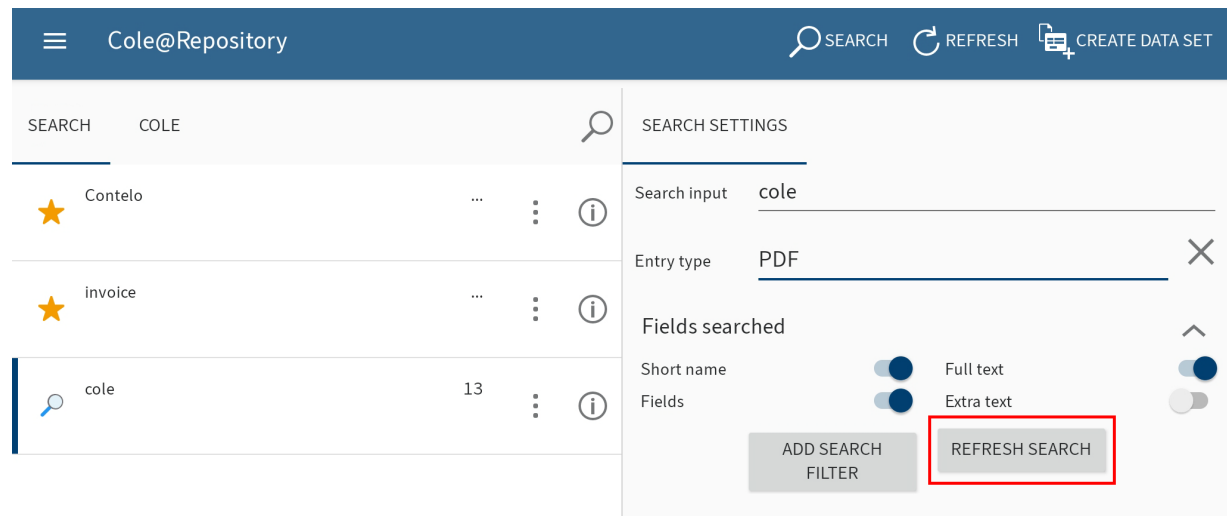 Cole@Repository
SEARCH
REFRESH
CREATE DATA SET
SEARCH
COLE
SEARCH SETTINGS
Contelo
...
Search input
cole
Entry type
PDF
invoice
...
Fields searched
Short name
Full text
cole
13
Fields
Extra text
ADD SEARCH
FILTER
REFRESH SEARCH